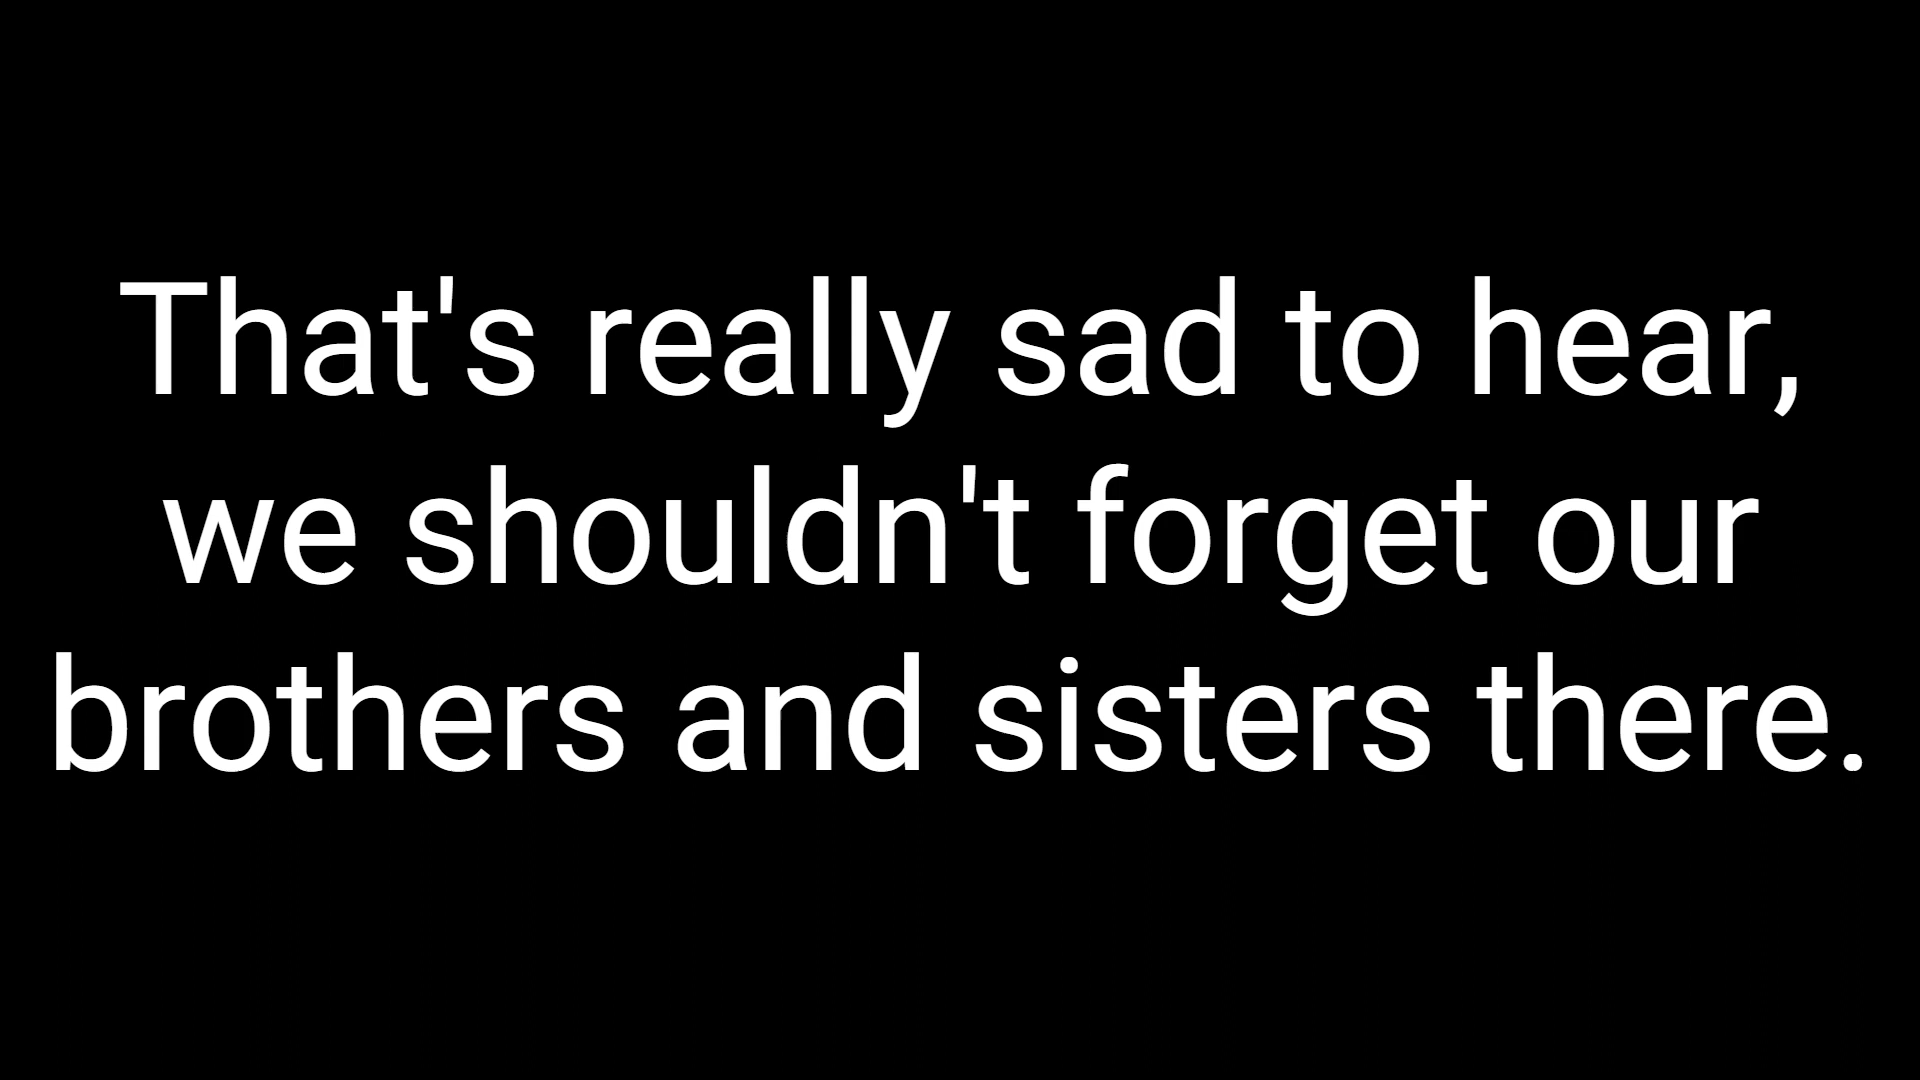 That's really sad to hear,
we shouldn't forget our
brothers and sisters there.